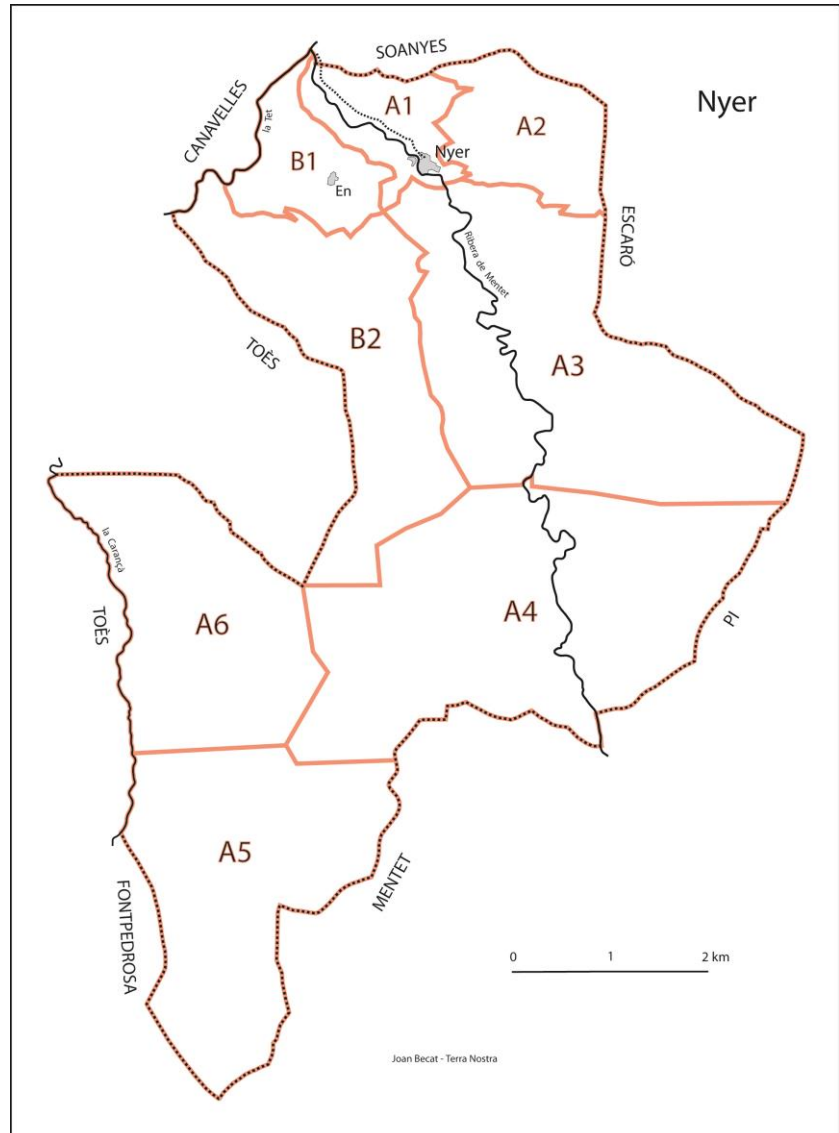 SOANYES
CANAVELLES
la Tet
A1
Nyer
A2
Nyer
B1
En
ESCARÓ
Ribera de Mentet
TOÈS
B2
A3
la Carançà
TOÈS
A6
A4
PI
A5
MENTET
FONTPEDROSA
0 1 2 km
Joan Becat - Terra Nostra